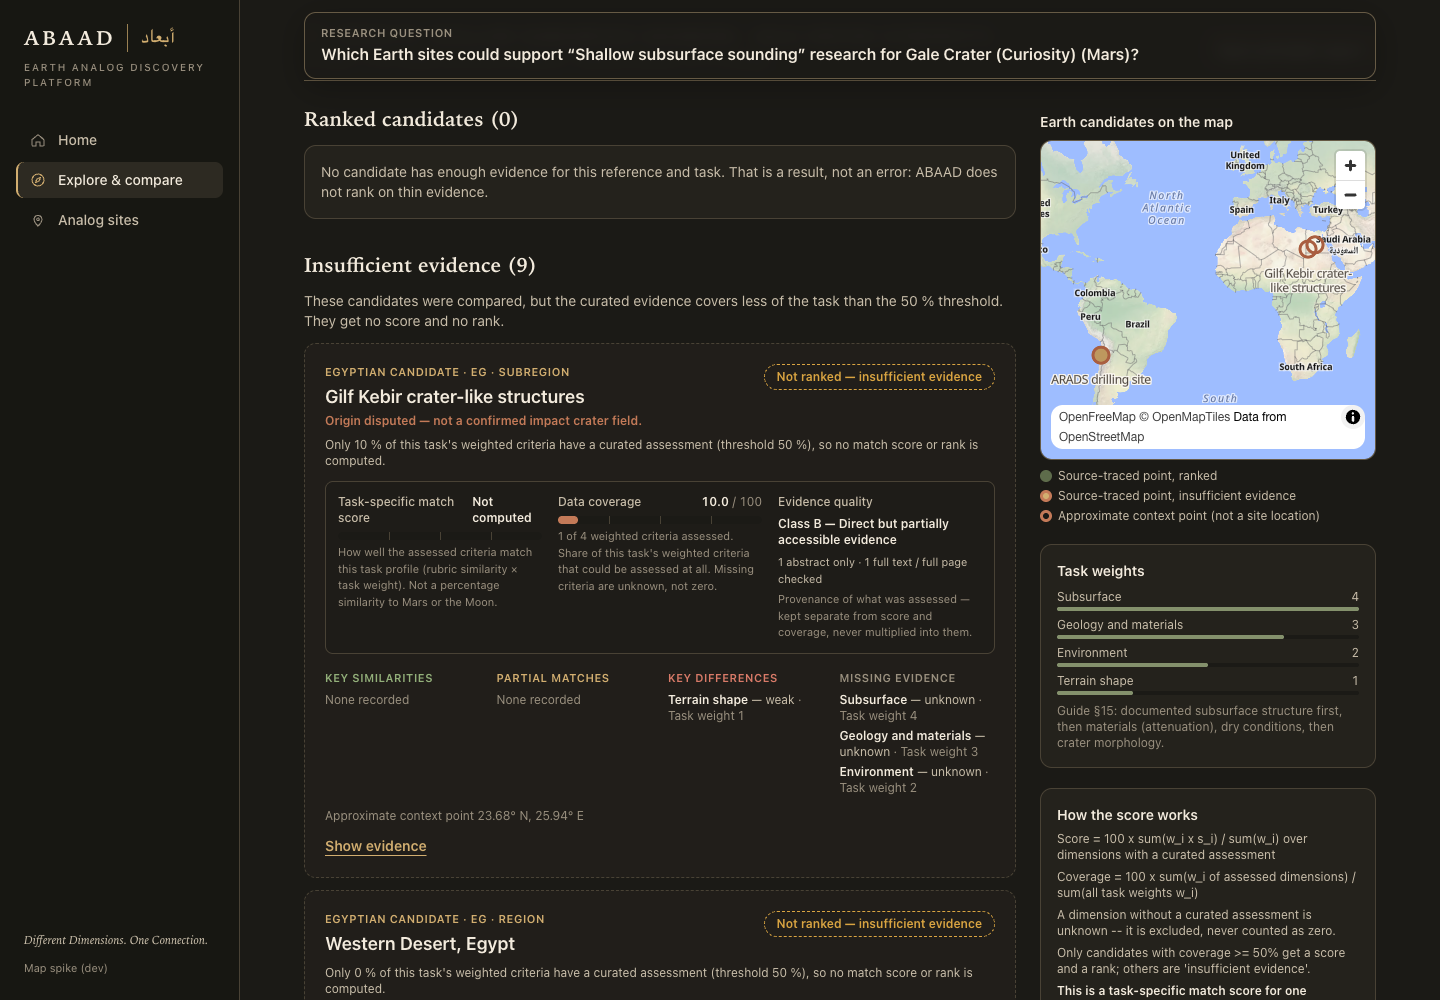 ABAAD | أبعاد
EARTH ANALOG DISCOVERY
PLATFORM
Home
Explore & compare
Analog sites
Different Dimensions. One Connection.
Map spike (dev)
RESEARCH QUESTION
Which Earth sites could support “Shallow subsurface sounding” research for Gale Crater (Curiosity) (Mars)?
Ranked candidates (0)
No candidate has enough evidence for this reference and task. That is a result, not an error: ABAAD does
not rank on thin evidence.
Insufficient evidence (9)
These candidates were compared, but the curated evidence covers less of the task than the 50 % threshold.
They get no score and no rank.
EGYPTIAN CANDIDATE · EG · SUBREGION
Not ranked — insufficient evidence
Gilf Kebir crater-like structures
Origin disputed — not a confirmed impact crater field.
Only 10 % of this task's weighted criteria have a curated assessment (threshold 50 %), so no match score or rank is
computed.
Task-specific match
score
Not
computed
How well the assessed criteria match
this task profile (rubric similarity ×
task weight). Not a percentage
similarity to Mars or the Moon.
Data coverage
10.0 / 100
1 of 4 weighted criteria assessed.
Share of this task's weighted criteria
that could be assessed at all. Missing
criteria are unknown, not zero.
Evidence quality
Class B — Direct but partially
accessible evidence
1 abstract only · 1 full text / full page
checked
Provenance of what was assessed —
kept separate from score and
coverage, never multiplied into them.
KEY SIMILARITIES
None recorded
PARTIAL MATCHES
None recorded
KEY DIFFERENCES
Terrain shape — weak ·
Task weight 1
MISSING EVIDENCE
Subsurface — unknown ·
Task weight 4
Geology and materials —
unknown · Task weight 3
Environment — unknown ·
Task weight 2
Approximate context point 23.68° N, 25.94° E
Show evidence
EGYPTIAN CANDIDATE · EG · REGION
Not ranked — insufficient evidence
Western Desert, Egypt
Only 0 % of this task's weighted criteria have a curated assessment (threshold 50 %), so no match score or rank is
computed.
Earth candidates on the map
United
Kingdom
ed
es
North
Atlantic
Ocean
Spain
Italy
Turkey
co
Saudi Arabia
السعودية
Gilf Kebir crater-
like structures
Colombia
Peru
Brazil
ARADS drilling site
South Africa
South
+
−
OpenFreeMap © OpenMapTiles Data from
OpenStreetMap
Source-traced point, ranked
Source-traced point, insufficient evidence
Approximate context point (not a site location)
Task weights
Subsurface 4
Geology and materials 3
Environment 2
Terrain shape 1
Guide §15: documented subsurface structure first,
then materials (attenuation), dry conditions, then
crater morphology.
How the score works
Score = 100 x sum(w_i x s_i) / sum(w_i) over
dimensions with a curated assessment
Coverage = 100 x sum(w_i of assessed dimensions) /
sum(all task weights w_i)
A dimension without a curated assessment is
unknown -- it is excluded, never counted as zero.
Only candidates with coverage >= 50% get a score
and a rank; others are 'insufficient evidence'.
This is a task-specific match score for one